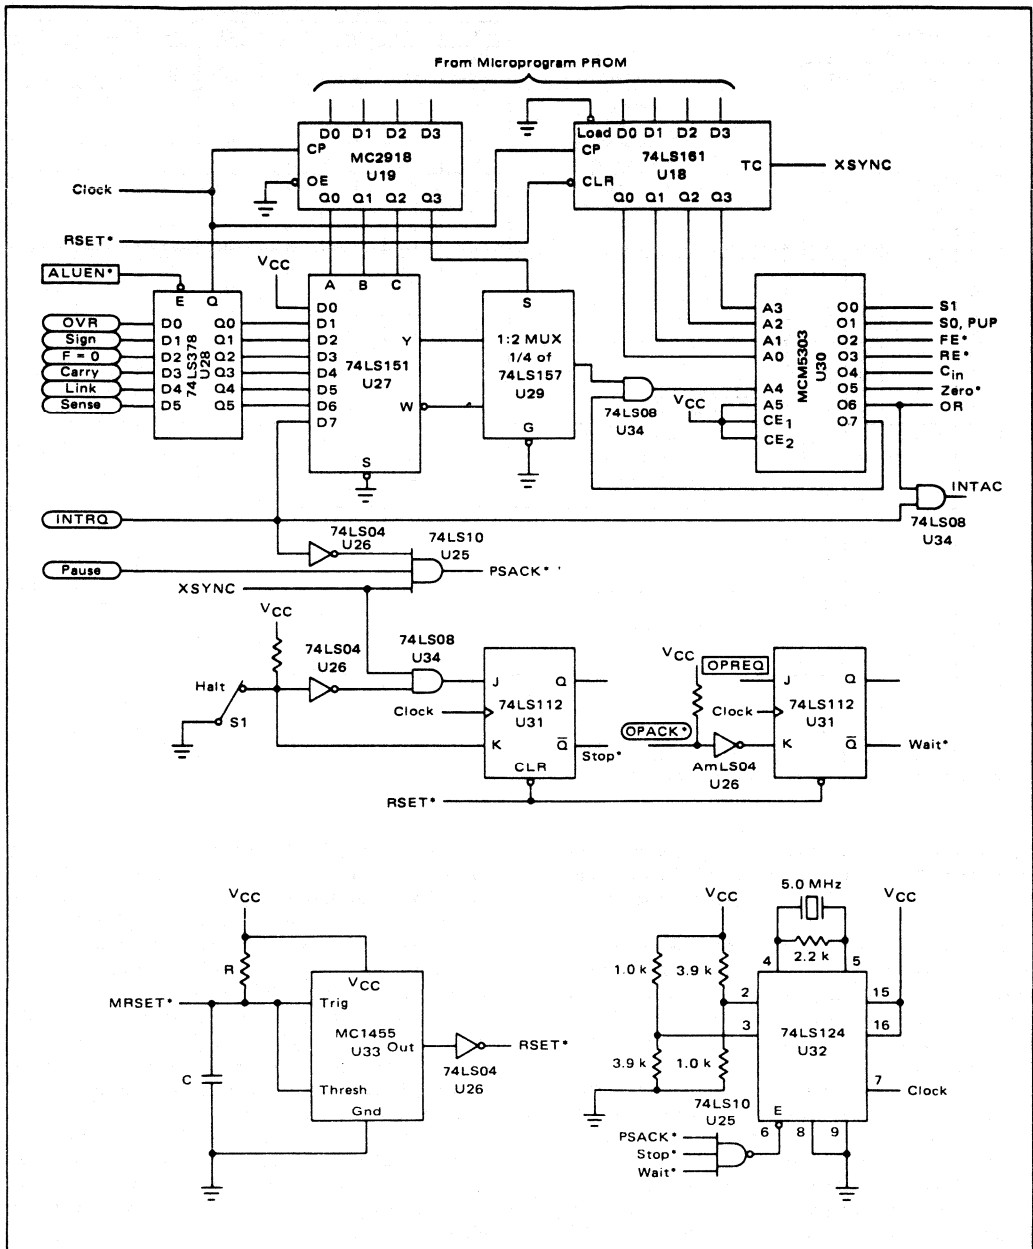 From Microprogram PROM
D0 D1 D2 D3
CP
MC2918
U19
OE
Q0 Q1 Q2 Q3
Load D0 D1 D2 D3
CP
74LS161
U18
TC
CLR
Q0 Q1 Q2 Q3
XSYNC
Clock
RSET*
ALUEN*
OVR
Sign
F = 0
Carry
Link
Sense
E Q
D0 Q0
D1 Q1
D2 Q2
D3 Q3
D4 Q4
D5 Q5
74LS378
U28
VCC
A B C
D0
D1
D2
D3
D4
D5
D6
D7
Y
74LS151
U27
W
S
S
1:2 MUX
1/4 of
74LS157
U29
G
74LS08
U34
VCC
A3
A2
A1
A0
A4
A5
CE1
CE2
MCM5303
U30
O0
O1
O2
O3
O4
O5
O6
O7
S1
S0, PUP
FE*
RE*
Cin
Zero*
OR
INTAC
74LS08
U34
INTRQ
Pause
XSYNC
74LS04
U26
74LS10
U25
PSACK*
VCC
Halt
S1
74LS04
U26
74LS08
U34
Clock
J Q
74LS112
U31
K Q
CLR
Stop*
RSET*
VCC
OPREQ
Clock
OPACK*
AmLS04
U26
J Q
74LS112
U31
K Q
Wait*
VCC
R
MRSET*
C
VCC
Trig
MC1455
U33 Out
Thresh
Gnd
74LS04
U26
RSET*
VCC
1.0 k
3.9 k
3.9 k
1.0 k
5.0 MHz
2.2 k
VCC
4 5
2
3
15
16
7
74LS124
U32
E
6 8 9
Clock
74LS10
U25
PSACK*
Stop*
Wait*